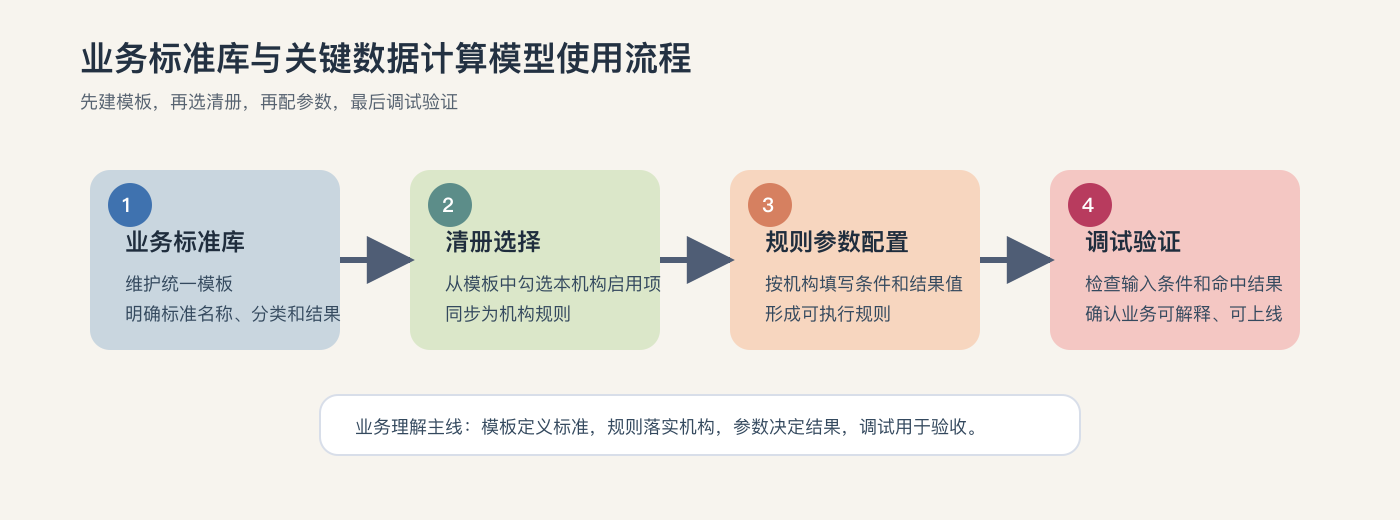 业务标准库与关键数据计算模型使用流程
先建模板，再选清册，再配参数，最后调试验证
1
业务标准库
维护统一模板
明确标准名称、分类和结果
2
清册选择
从模板中勾选本机构启用项
同步为机构规则
3
规则参数配置
按机构填写条件和结果值
形成可执行规则
4
调试验证
检查输入条件和命中结果
确认业务可解释、可上线
业务理解主线：模板定义标准，规则落实机构，参数决定结果，调试用于验收。